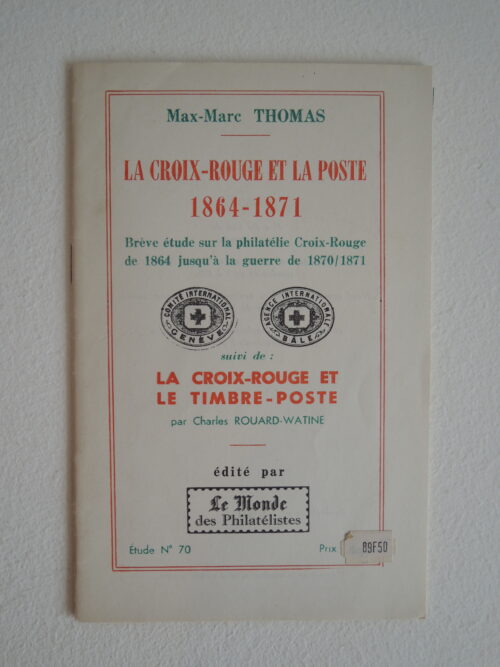 Max-Marc THOMAS
LA CROIX-ROUGE ET LA POSTE
1864-1871
Brève étude sur la philatélie Croix-Rouge
de 1864 jusqu'à la guerre de 1870/1871
COMITÉ INTERNATIONAL
GENÈVE
AGENCE INTERNATIONALE
BÂLE
suivi de :
LA CROIX-ROUGE ET
LE TIMBRE-POSTE
par Charles ROUARD-WATINE
édité par
Le Monde
des Philatélistes
Étude N° 70
Prix
89F50